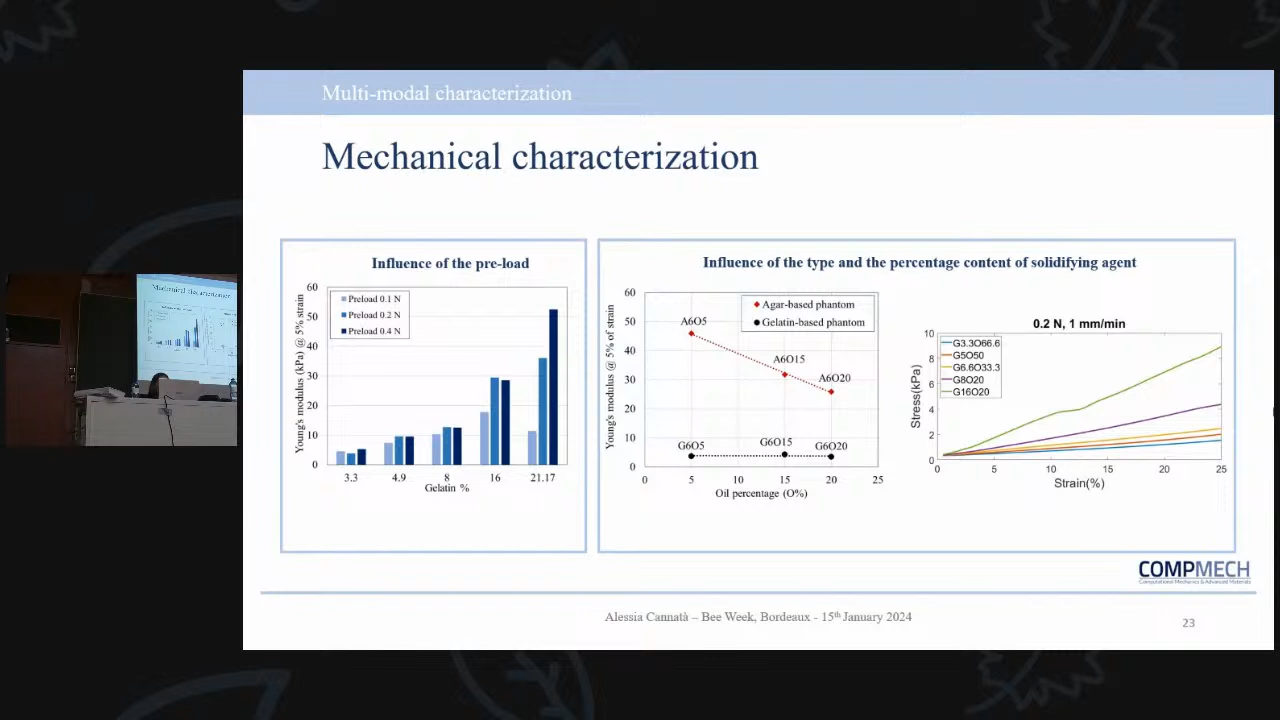 Multi-modal characterization
Mechanical characterization
Influence of the pre-load
Young's modulus (kPa) @ 5% strain
60
50
40
30
20
10
0
Preload 0.1 N
Preload 0.2 N
Preload 0.4 N
3.3 4.9 8 16 21.17
Gelatin %
Influence of the type and the percentage content of solidifying agent
Young's modulus @ 5% of strain
60
50
40
30
20
10
0
Agar-based phantom
Gelatin-based phantom
A6O5
A6O15
A6O20
G6O5 G6O15 G6O20
0 5 10 15 20 25
Oil percentage (O%)
0.2 N, 1 mm/min
Stress(kPa)
10
8
6
4
2
0
G3.3O66.6
G5O50
G6.6O33.3
G8O20
G16O20
0 5 10 15 20 25
Strain(%)
COMPMECH
Computational Mechanics & Advanced Materials
Alessia Cannatà – Bee Week, Bordeaux - 15th January 2024
23
Mechanical characterization